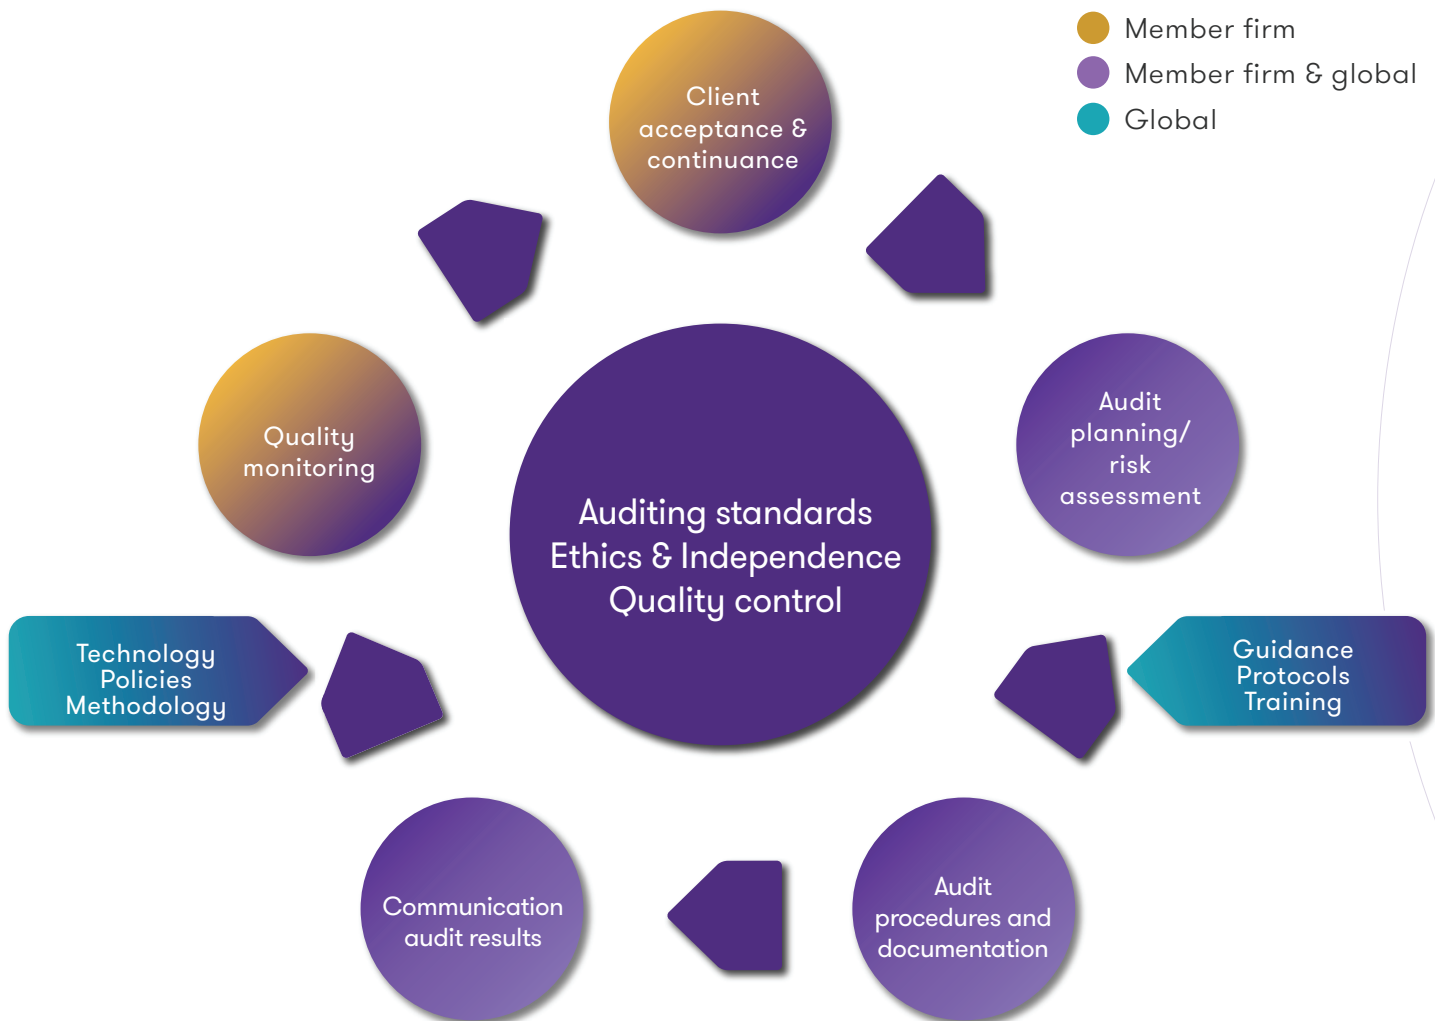 Member firm
Member firm & global
Global
Client
acceptance &
continuance
Audit
planning/
risk
assessment
Quality
monitoring
Auditing standards
Ethics & Independence
Quality control
Technology
Policies
Methodology
Guidance
Protocols
Training
Communication
audit results
Audit
procedures and
documentation